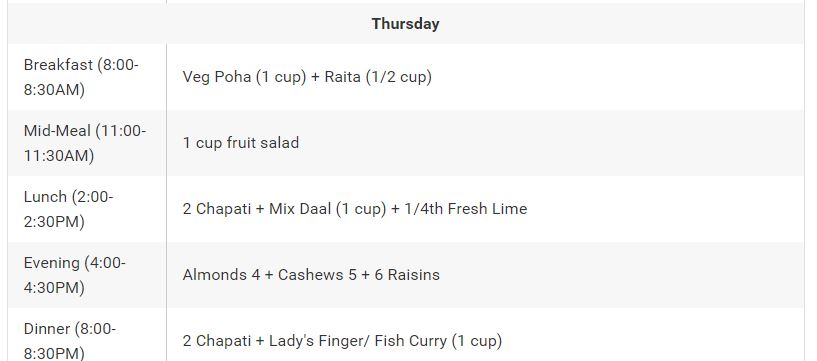 Thursday
Breakfast (8:00-
8:30AM)
Veg Poha (1 cup) + Raita (1/2 cup)
Mid-Meal (11:00-
11:30AM)
1 cup fruit salad
Lunch (2:00-
2:30PM)
2 Chapati + Mix Daal (1 cup) + 1/4th Fresh Lime
Evening (4:00-
4:30PM)
Almonds 4 + Cashews 5 + 6 Raisins
Dinner (8:00-
8:30PM)
2 Chapati + Lady's Finger/ Fish Curry (1 cup)